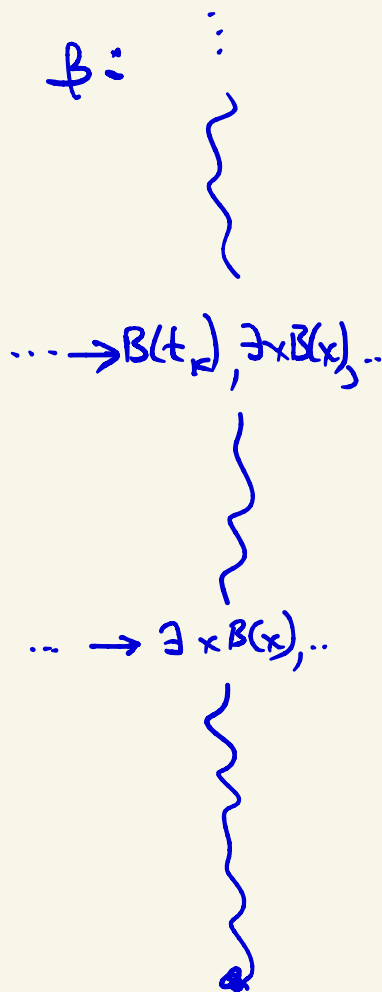 β:
⋮
... → B(t_k), ∃xB(x), ..
... → ∃xB(x), ..